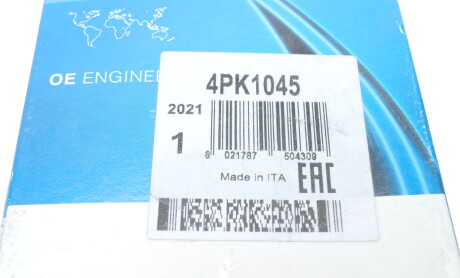 OE ENGINEE
4PK1045
2021
1
8 021787 504309
Made in ITA EAC